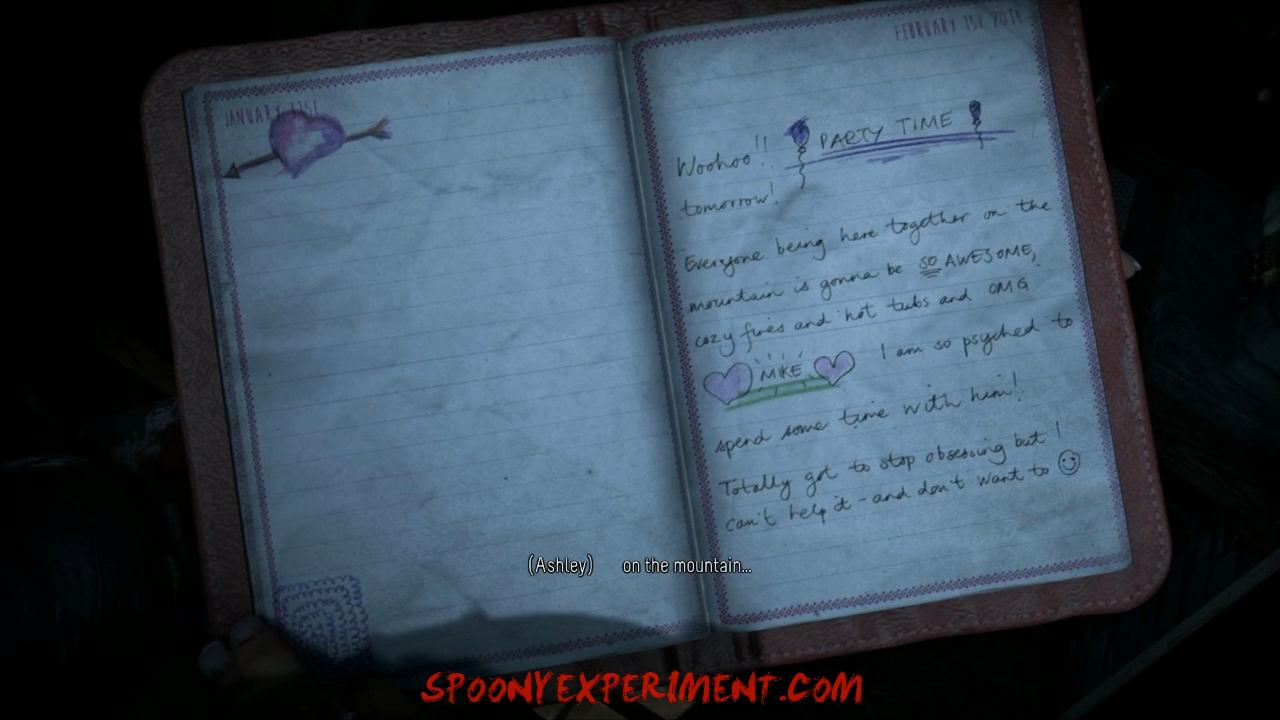 JANUARY 31ST
FEBRUARY 1ST 2014
Woohoo!! PARTY TIME
tomorrow!
Everyone being here together on the
mountain is gonna be SO AWESOME,
cozy fires and hot tubs and OMG
MIKE I am so psyched to
spend some time with him!
Totally got to stop obsessing but I
can't help it - and don't want to
(Ashley) on the mountain...
SPOONYEXPERIMENT.COM